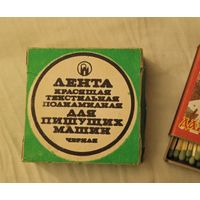 ЛЕНТА
КРАСЯЩАЯ
ТЕКСТИЛЬНАЯ
ПОЛИАМИДНАЯ
ДЛЯ
ПИШУЩИХ
МАШИН
ЧЕРНАЯ